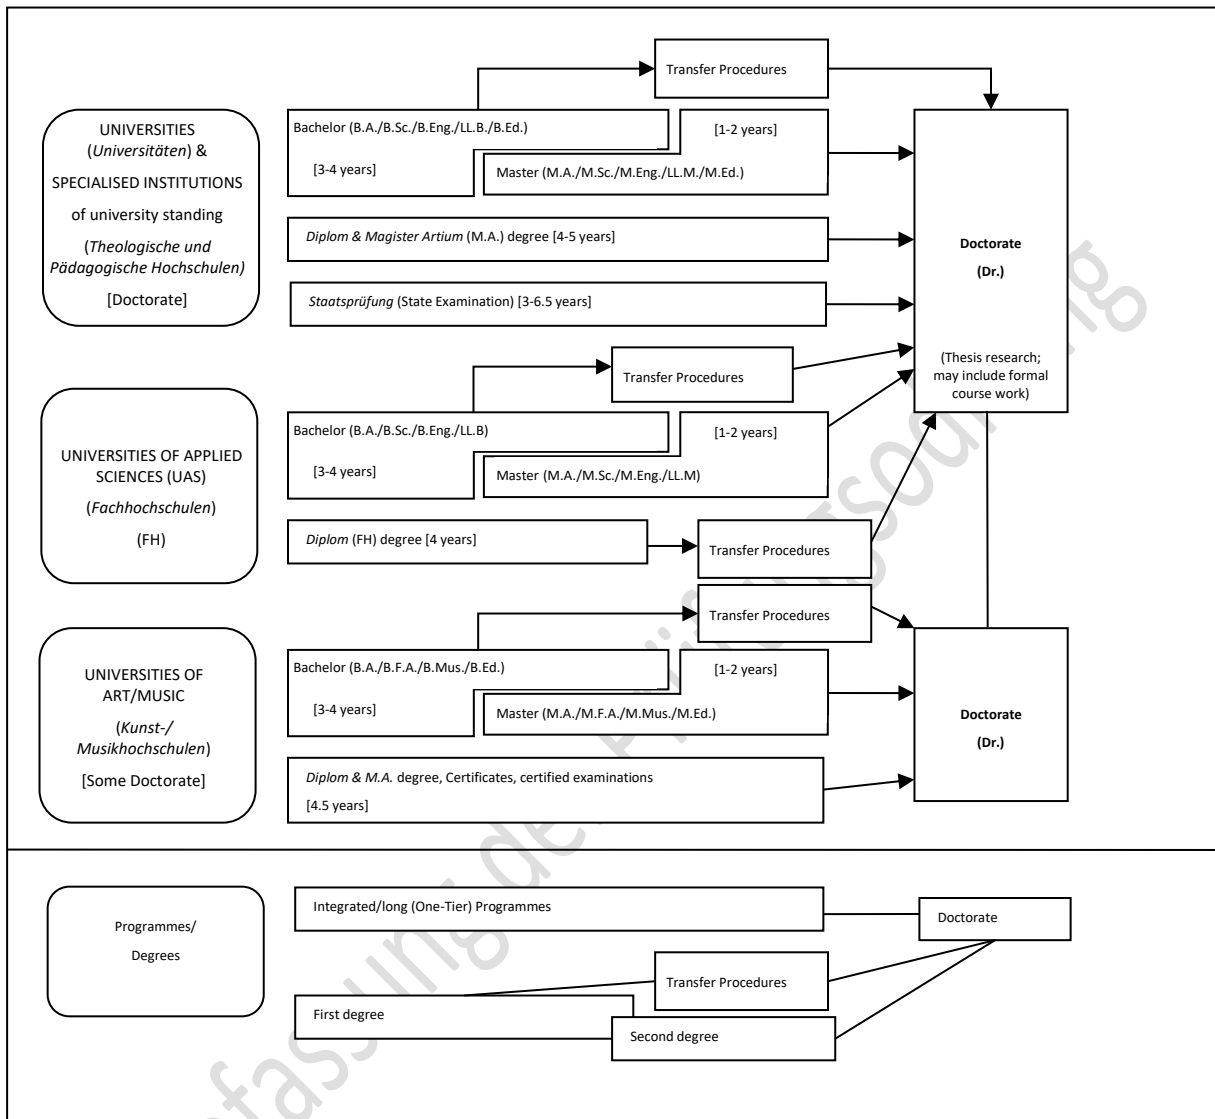 Transfer Procedures
UNIVERSITIES
(Universitäten) &
SPECIALISED INSTITUTIONS
of university standing
(Theologische und
Pädagogische Hochschulen)
[Doctorate]
Bachelor (B.A./B.Sc./B.Eng./LL.B./B.Ed.)
[3-4 years]
[1-2 years]
Master (M.A./M.Sc./M.Eng./LL.M./M.Ed.)
Diplom & Magister Artium (M.A.) degree [4-5 years]
Staatsprüfung (State Examination) [3-6.5 years]
Doctorate
(Dr.)
(Thesis research;
may include formal
course work)
Transfer Procedures
UNIVERSITIES OF APPLIED
SCIENCES (UAS)
(Fachhochschulen)
(FH)
Bachelor (B.A./B.Sc./B.Eng./LL.B)
[3-4 years]
[1-2 years]
Master (M.A./M.Sc./M.Eng./LL.M)
Diplom (FH) degree [4 years]
Transfer Procedures
Transfer Procedures
UNIVERSITIES OF
ART/MUSIC
(Kunst-/
Musikhochschulen)
[Some Doctorate]
Bachelor (B.A./B.F.A./B.Mus./B.Ed.)
[3-4 years]
[1-2 years]
Master (M.A./M.F.A./M.Mus./M.Ed.)
Diplom & M.A. degree, Certificates, certified examinations
[4.5 years]
Doctorate
(Dr.)
Programmes/
Degrees
Integrated/long (One-Tier) Programmes
Doctorate
Transfer Procedures
First degree
Second degree